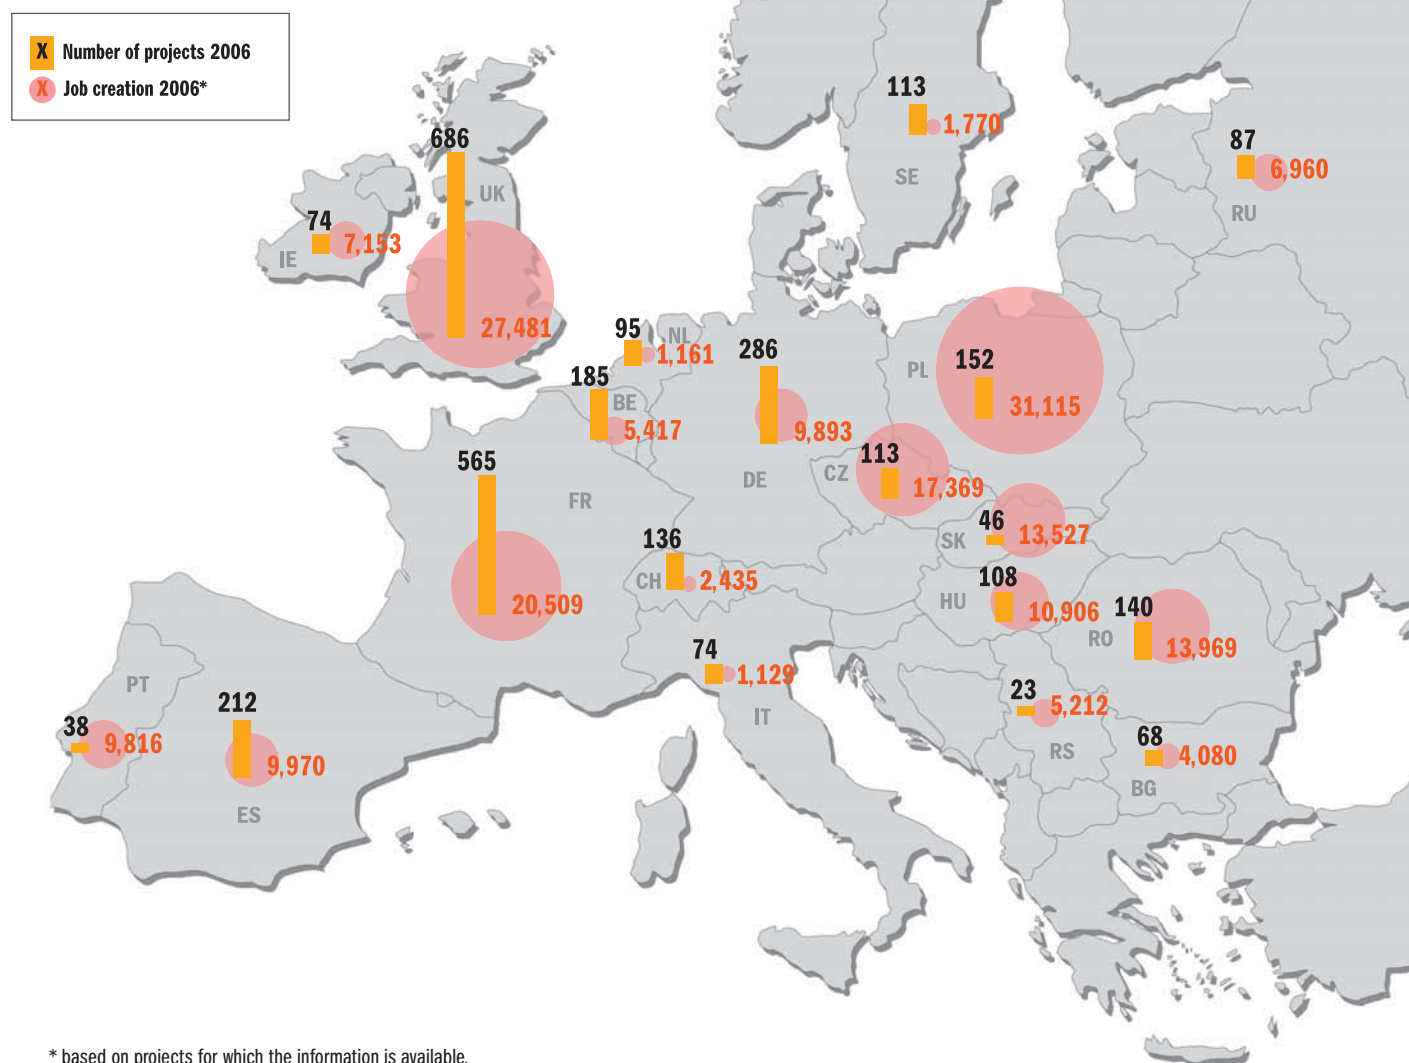 X Number of projects 2006
X Job creation 2006*
113
1,770
SE
87
6,960
RU
686
UK
27,481
74
7,153
IE
95
NL
1,161
286
9,893
DE
185
BE
5,417
PL
152
31,115
565
FR
20,509
CZ
113
17,369
46
SK
13,527
136
CH
2,435
108
HU
10,906
140
RO
13,969
74
1,129
IT
PT
38
9,816
212
9,970
ES
23
5,212
RS
68
4,080
BG
* based on projects for which the information is available.